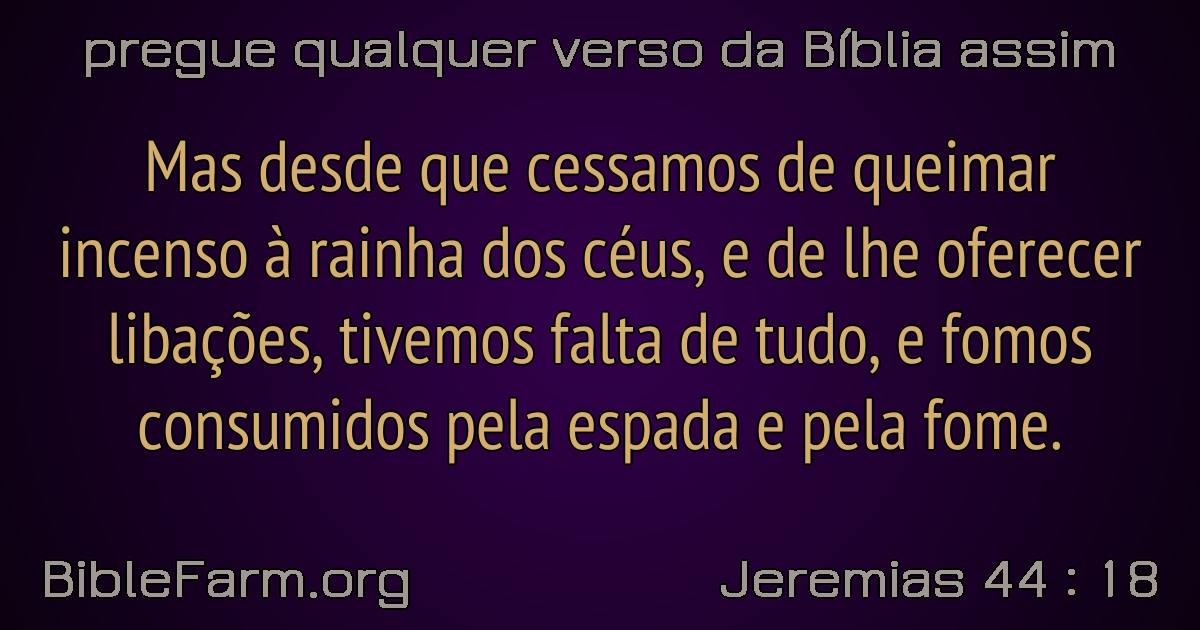 pregue qualquer verso da Bíblia assim
Mas desde que cessamos de queimar
incenso à rainha dos céus, e de lhe oferecer
libações, tivemos falta de tudo, e fomos
consumidos pela espada e pela fome.
BibleFarm.org
Jeremias 44 : 18